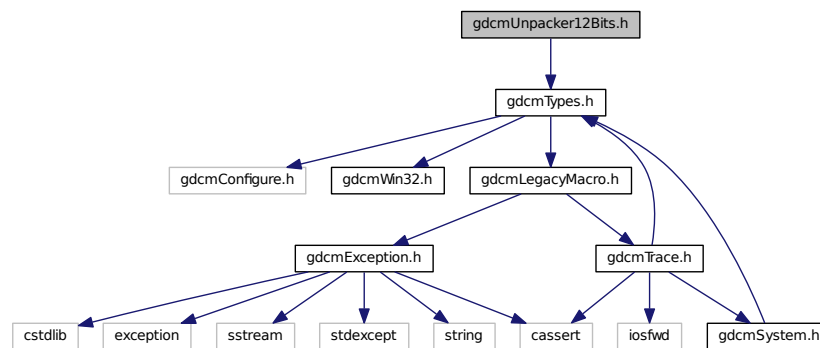 gdcmUnpacker12Bits.h
gdcmTypes.h
gdcmConfigure.h
gdcmWin32.h
gdcmLegacyMacro.h
gdcmException.h
gdcmTrace.h
cstdlib
exception
sstream
stdexcept
string
cassert
iosfwd
gdcmSystem.h